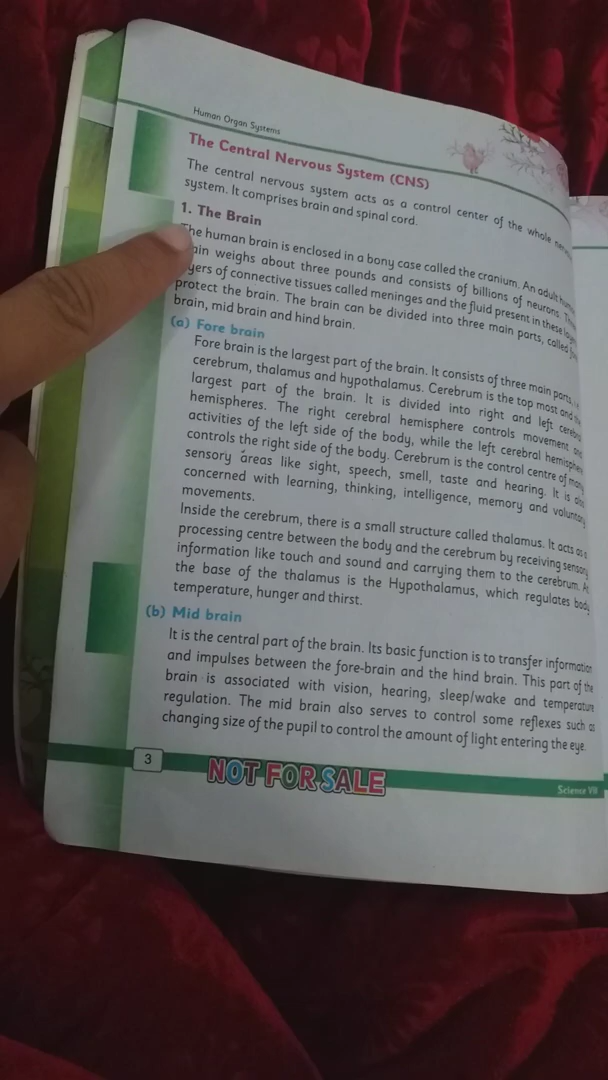 Human Organ Systems
The Central Nervous System (CNS)
The central nervous system acts as a control center of the whole
system. It comprises brain and spinal cord.
1. The Brain
The human brain is enclosed in a bony case called the cranium. An adult
weighs about three pounds and consists of billions of neurons.
of connective tissues called meninges and the fluid present in these
protect the brain. The brain can be divided into three main parts, called
brain, mid brain and hind brain.
(a) Fore brain
Fore brain is the largest part of the brain. It consists of three main parts,
cerebrum, thalamus and hypothalamus. Cerebrum is the top most and the
largest part of the brain. It is divided into right and left
hemispheres. The right cerebral hemisphere controls movement and
activities of the left side of the body, while the left cerebral hemisphere
controls the right side of the body. Cerebrum is the control centre of many
sensory areas like sight, speech, smell, taste and hearing. It is also
concerned with learning, thinking, intelligence, memory and voluntary
movements.
Inside the cerebrum, there is a small structure called thalamus. It acts as a
processing centre between the body and the cerebrum by receiving sensory
information like touch and sound and carrying them to the cerebrum. At
the base of the thalamus is the Hypothalamus, which regulates body
temperature, hunger and thirst.
(b) Mid brain
It is the central part of the brain. Its basic function is to transfer information
and impulses between the fore-brain and the hind brain. This part of the
brain is associated with vision, hearing, sleep/wake and temperature
regulation. The mid brain also serves to control some reflexes such as
changing size of the pupil to control the amount of light entering the eye.
3
NOT FOR SALE
Science VII